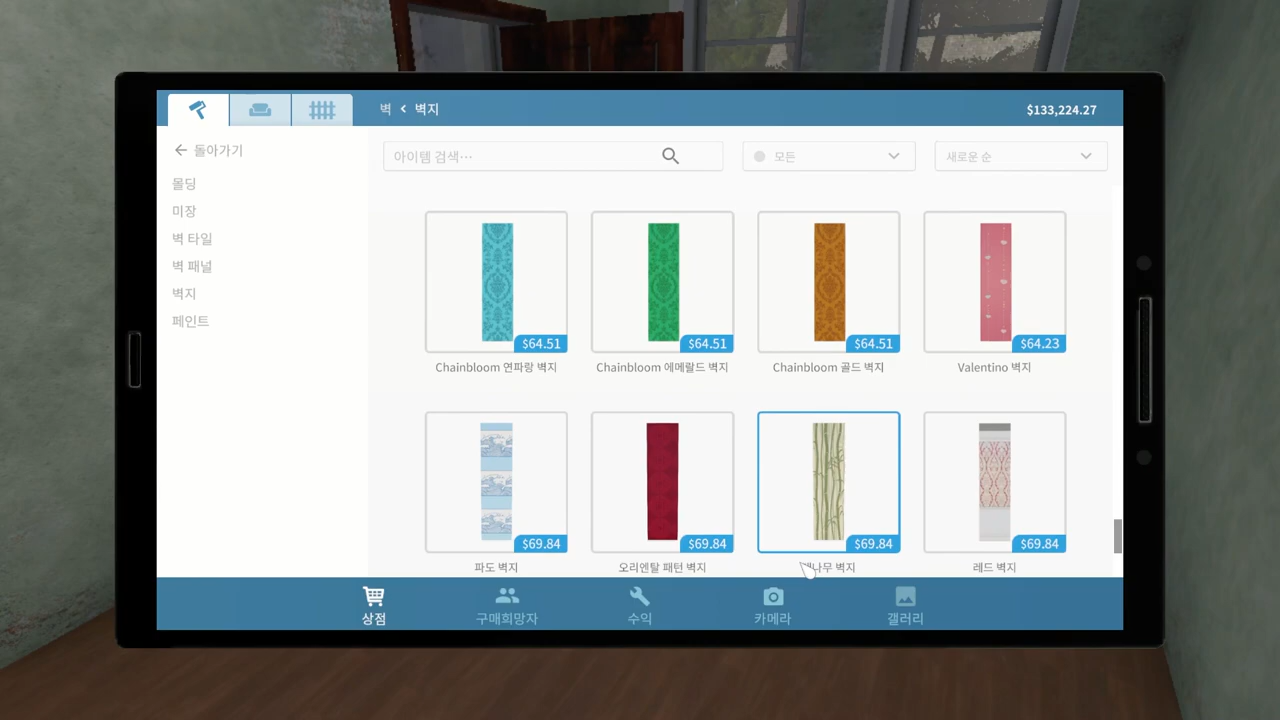 벽 < 벽지
$133,224.27
돌아가기
몰딩
미장
벽 타일
벽 패널
벽지
페인트
아이템 검색…
모든
새로운 순
$64.51
$64.51
$64.51
$64.23
Chainbloom 연파랑 벽지
Chainbloom 에메랄드 벽지
Chainbloom 골드 벽지
Valentino 벽지
$69.84
$69.84
$69.84
$69.84
파도 벽지
오리엔탈 패턴 벽지
벽지
레드 벽지
상점
구매희망자
수익
카메라
갤러리